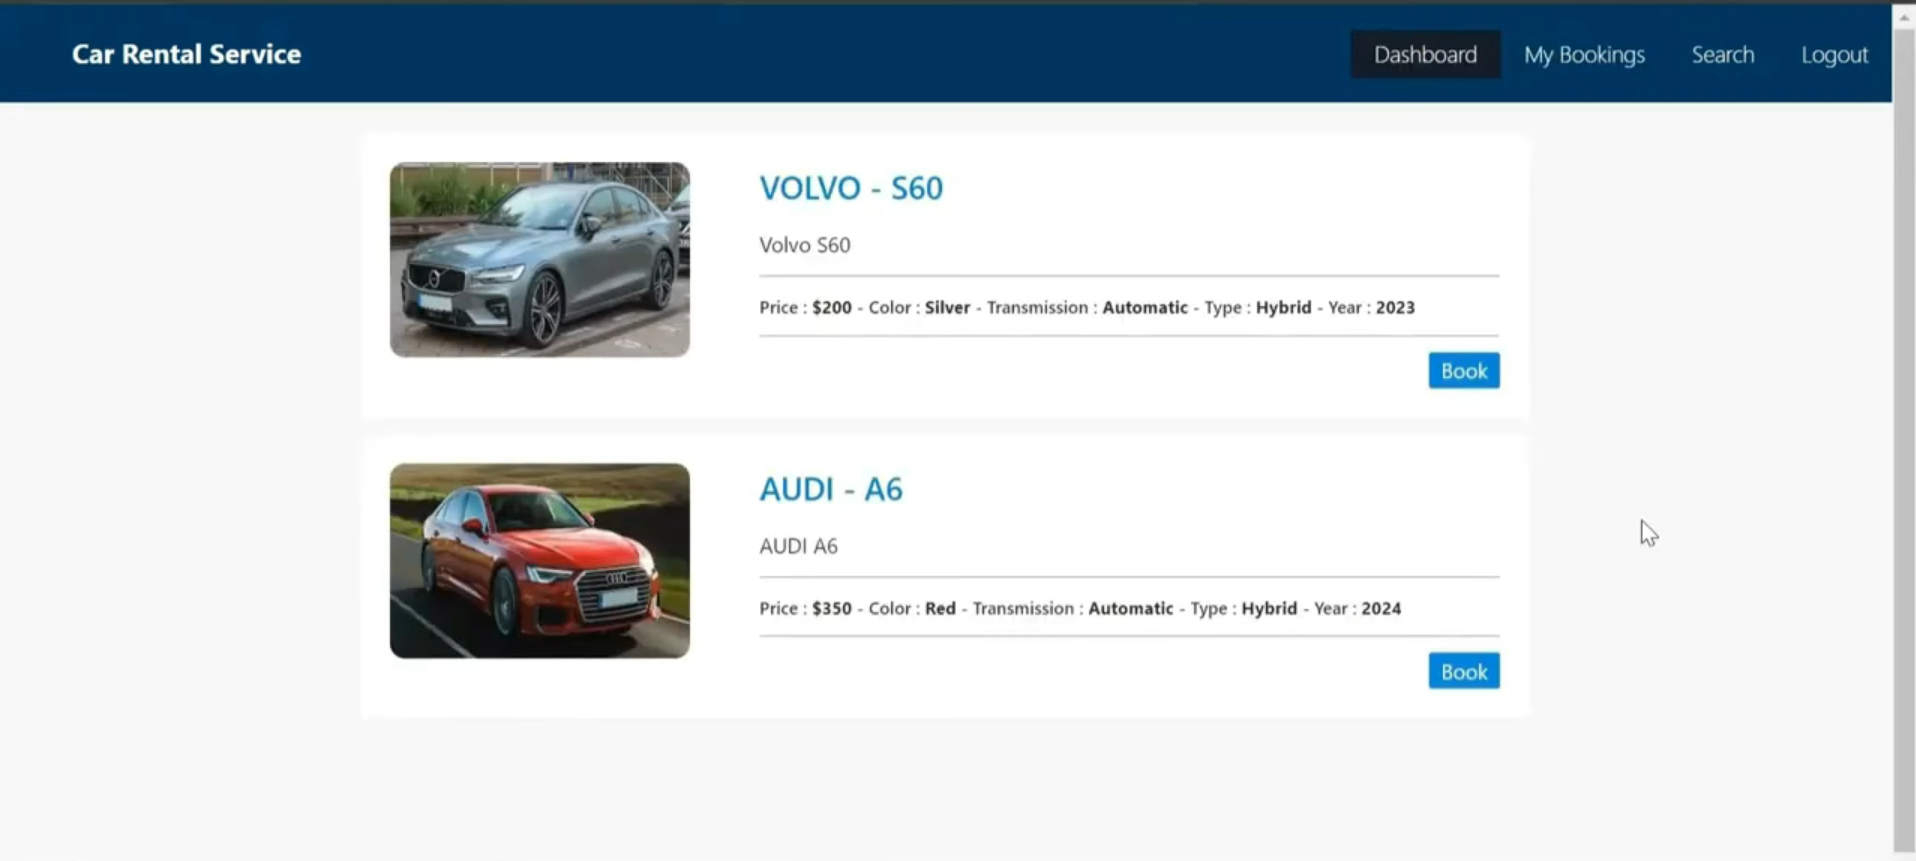 Car Rental Service
Dashboard
My Bookings
Search
Logout
VOLVO - S60
Volvo S60
Price : $200 - Color : Silver - Transmission : Automatic - Type : Hybrid - Year : 2023
Book
AUDI - A6
AUDI A6
Price : $350 - Color : Red - Transmission : Automatic - Type : Hybrid - Year : 2024
Book